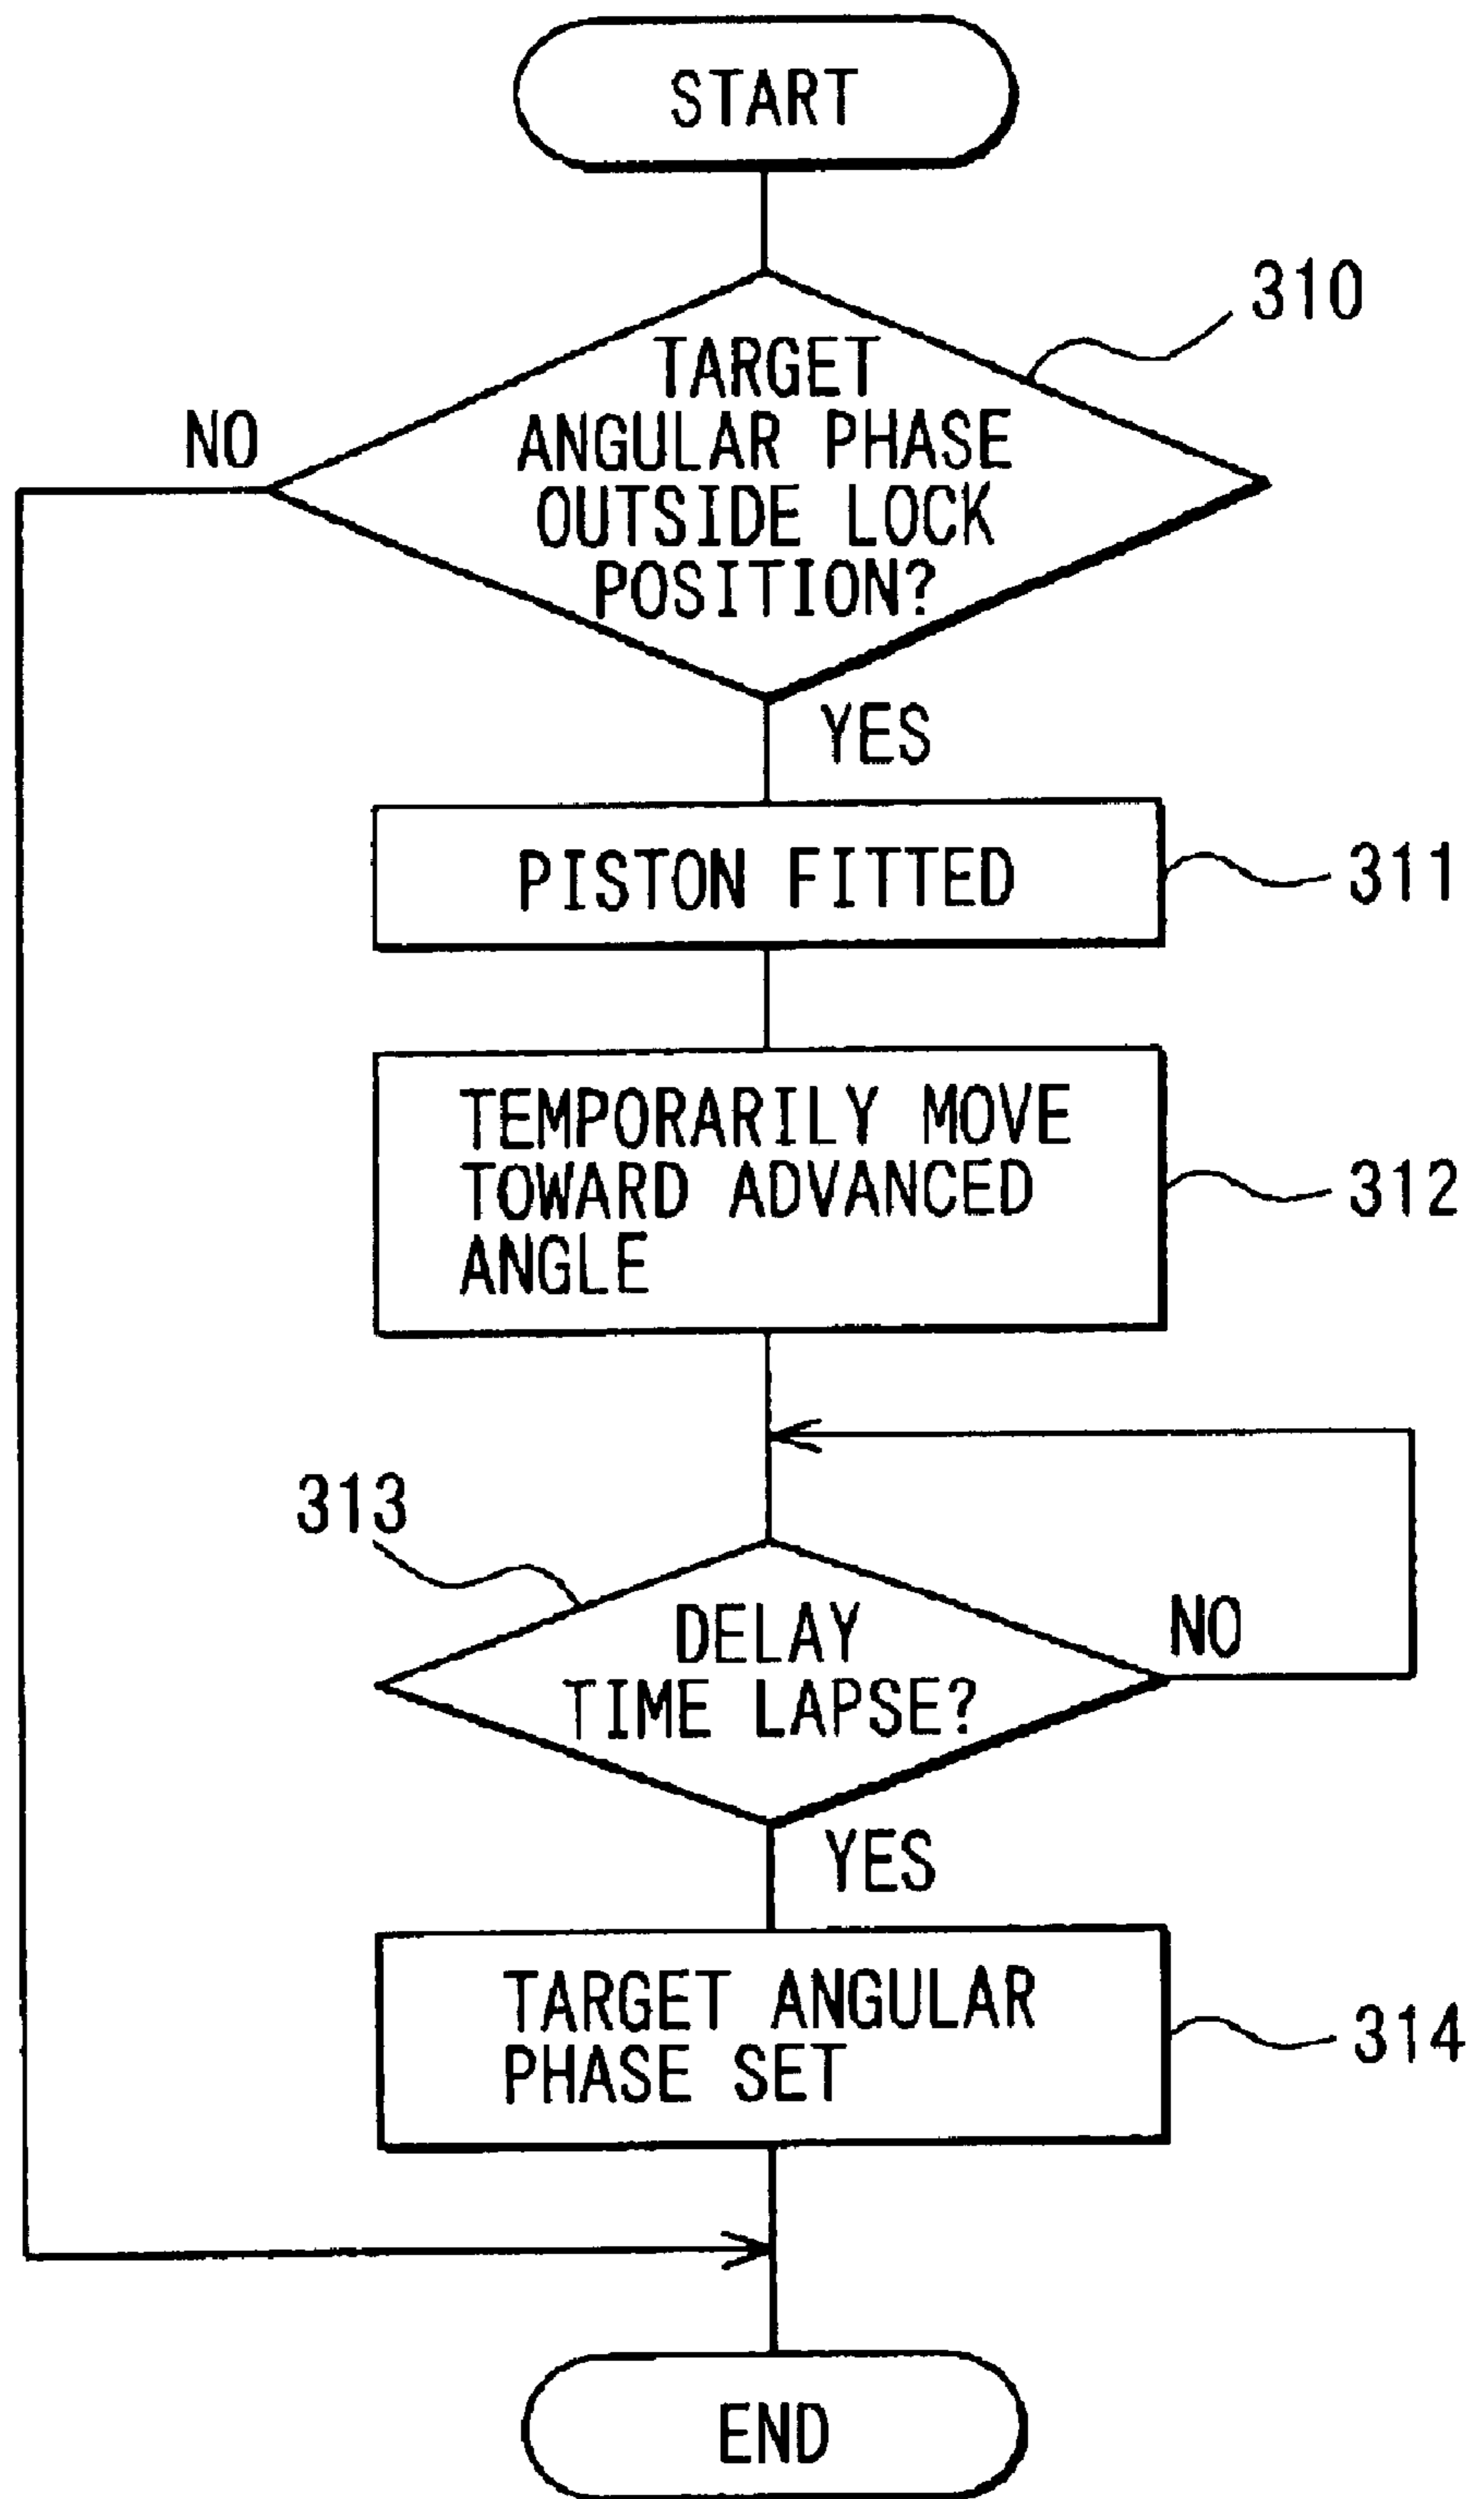 START
310
TARGET
ANGULAR PHASE
OUTSIDE LOCK
POSITION?
NO
YES
PISTON FITTED
311
TEMPORARILY MOVE
TOWARD ADVANCED
ANGLE
312
313
DELAY
TIME LAPSE?
NO
YES
TARGET ANGULAR
PHASE SET
314
END